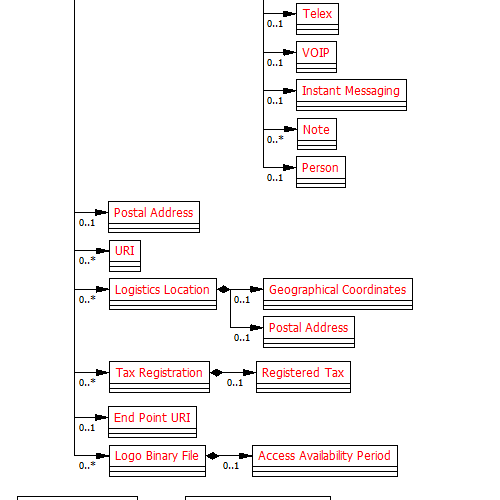 Telex
0..1
VOIP
0..1
Instant Messaging
0..1
Note
0..*
Person
0..1
Postal Address
0..1
URI
0..*
Logistics Location
0..*
Geographical Coordinates
0..1
Postal Address
0..1
Tax Registration
0..*
Registered Tax
0..1
End Point URI
0..1
Logo Binary File
0..*
Access Availability Period
0..1